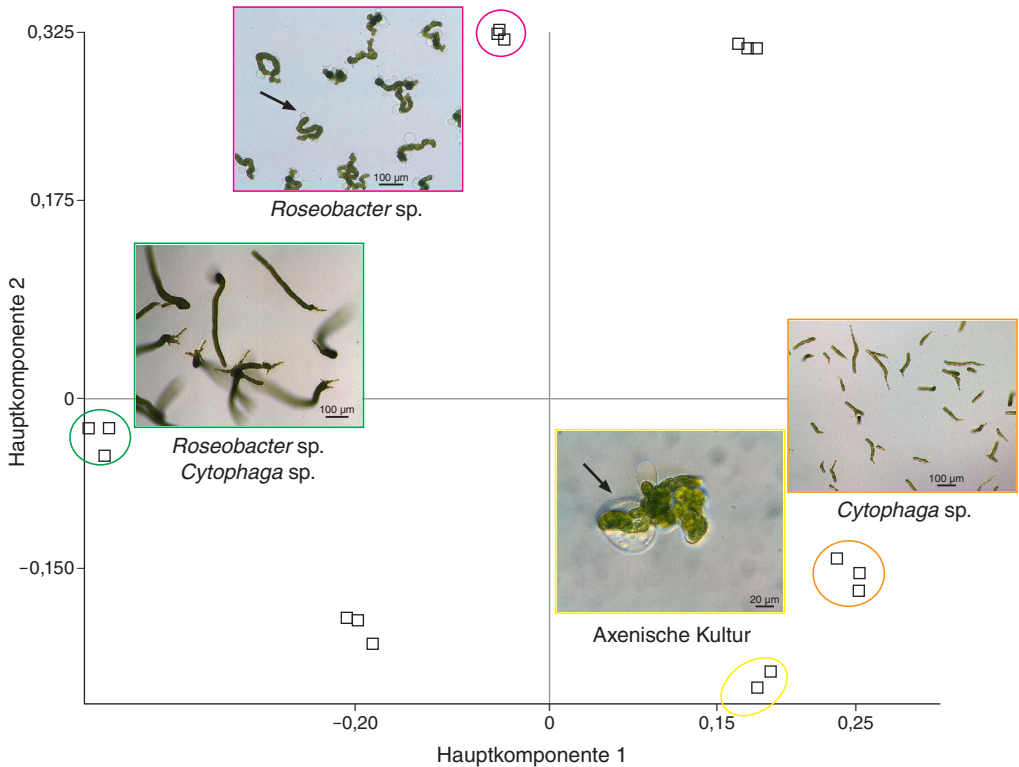 0,325
0,175
0
−0,150
Hauptkomponente 2
100 µm
Roseobacter sp.
100 µm
Roseobacter sp.
Cytophaga sp.
100 µm
Cytophaga sp.
20 µm
Axenische Kultur
−0,20
0
0,15
0,25
Hauptkomponente 1